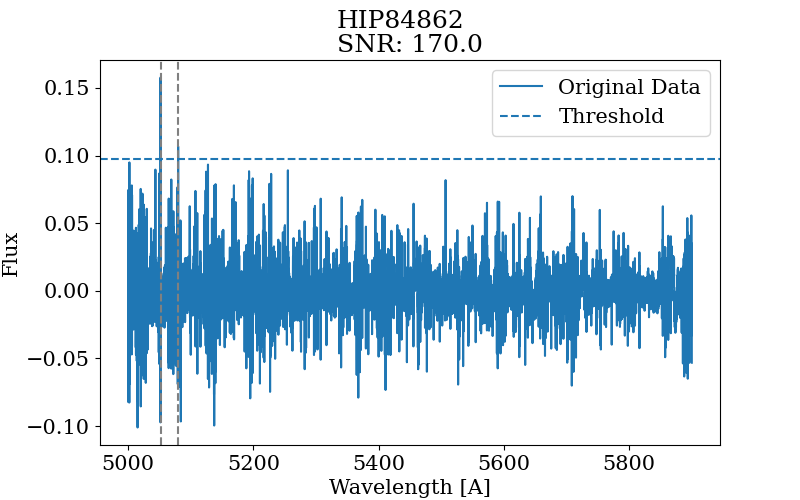 HIP84862
SNR: 170.0
Original Data
Threshold
0.15
0.10
0.05
0.00
−0.05
−0.10
Flux
5000 5200 5400 5600 5800
Wavelength [A]